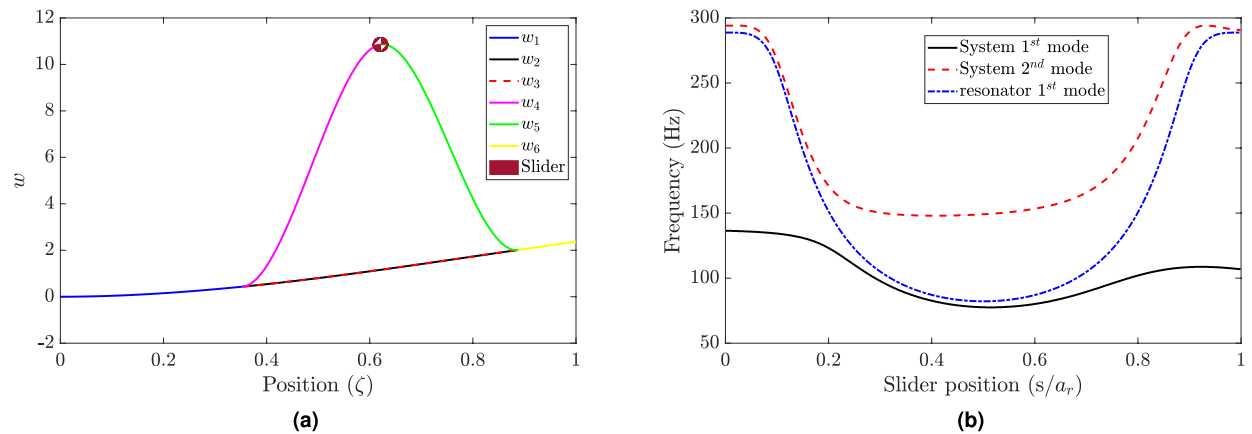 12
10
8
6
4
2
0
-2
w
0
0.2
0.4
0.6
0.8
1
Position (ζ)
w₁
w₂
w₃
w₄
w₅
w₆
Slider
(a)
300
250
200
150
100
50
Frequency (Hz)
0
0.2
0.4
0.6
0.8
1
Slider position (s/aᵣ)
System 1ˢᵗ mode
System 2ⁿᵈ mode
resonator 1ˢᵗ mode
(b)